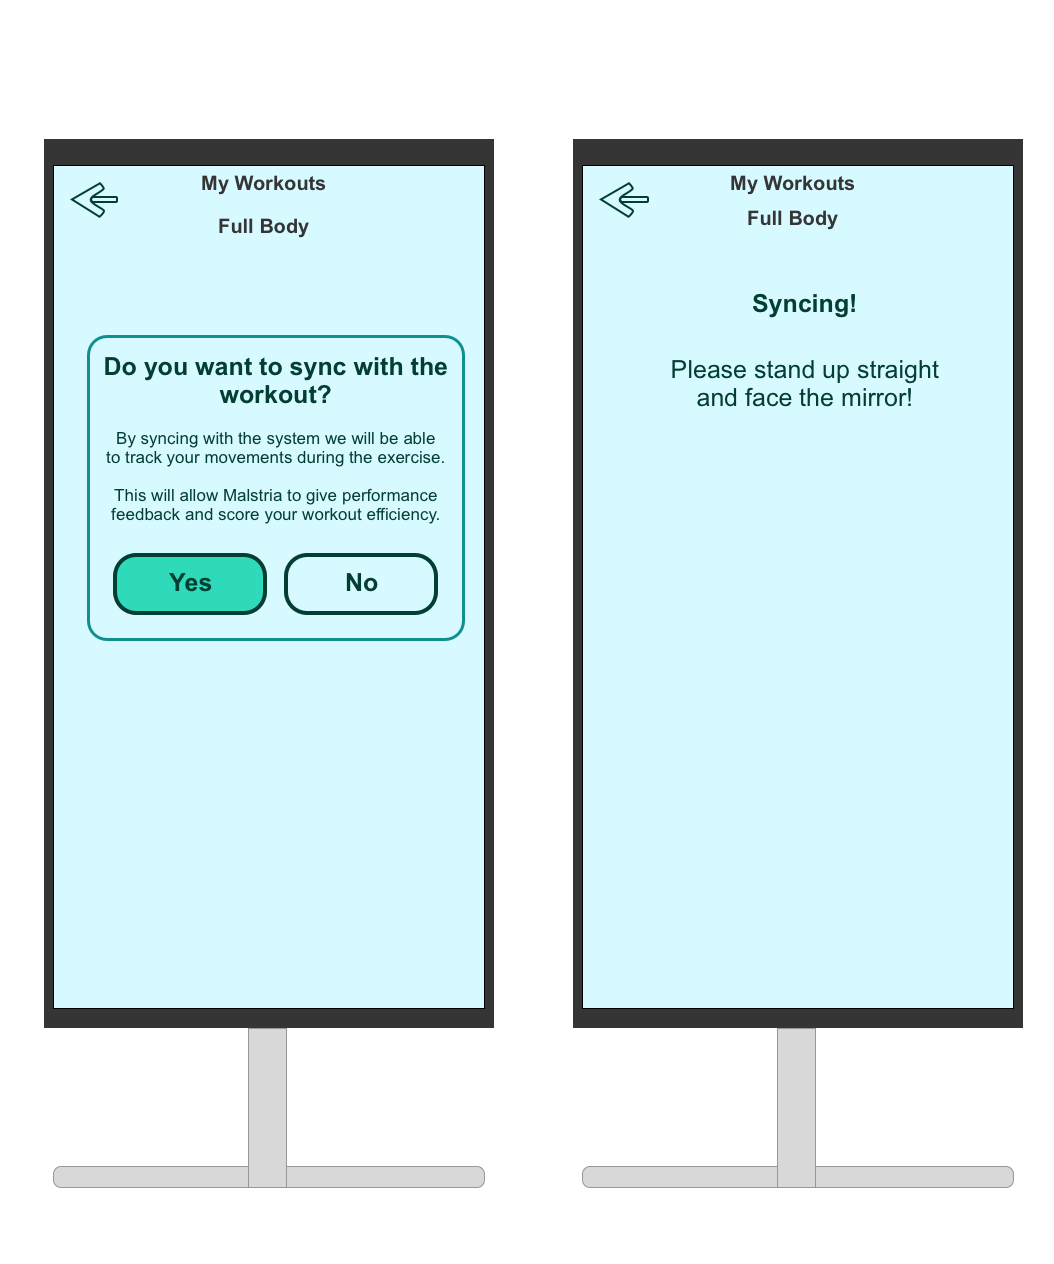 My Workouts
Full Body
Do you want to sync with the
workout?
By syncing with the system we will be able
to track your movements during the exercise.
This will allow Malstria to give performance
feedback and score your workout efficiency.
Yes
No
My Workouts
Full Body
Syncing!
Please stand up straight
and face the mirror!